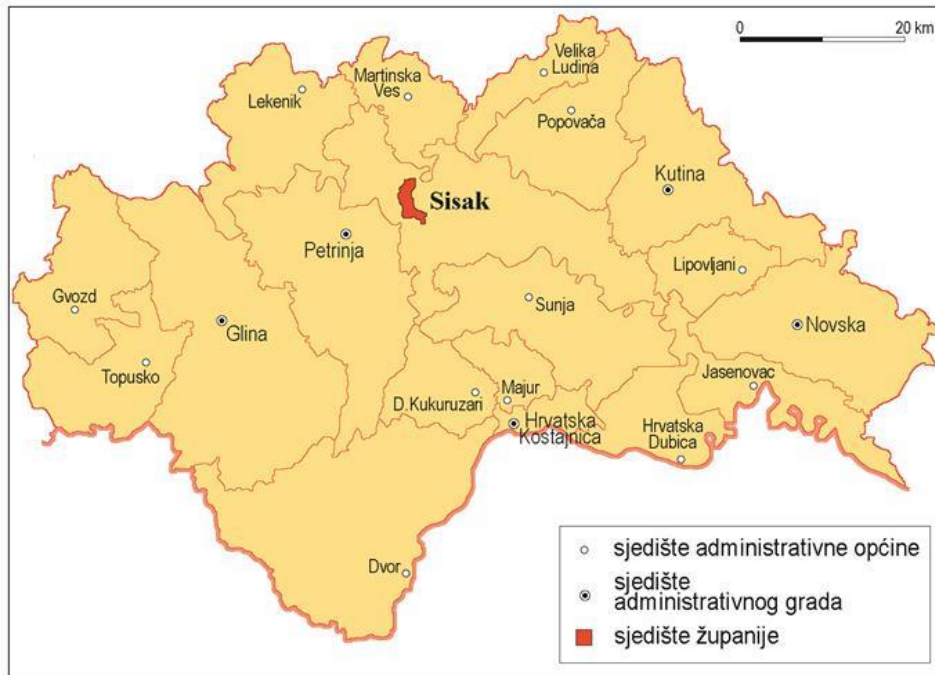 0 20 km
Velika
Ludina
Martinska
Ves
Lekenik
Popovača
Kutina
Sisak
Petrinja
Lipovljani
Gvozd
Sunja
Glina
Novska
Topusko
Jasenovac
D.Kukuruzari
Majur
Hrvatska
Kostajnica
Hrvatska
Dubica
Dvor
sjedište administrativne općine
sjedište
administrativnog grada
sjedište županije